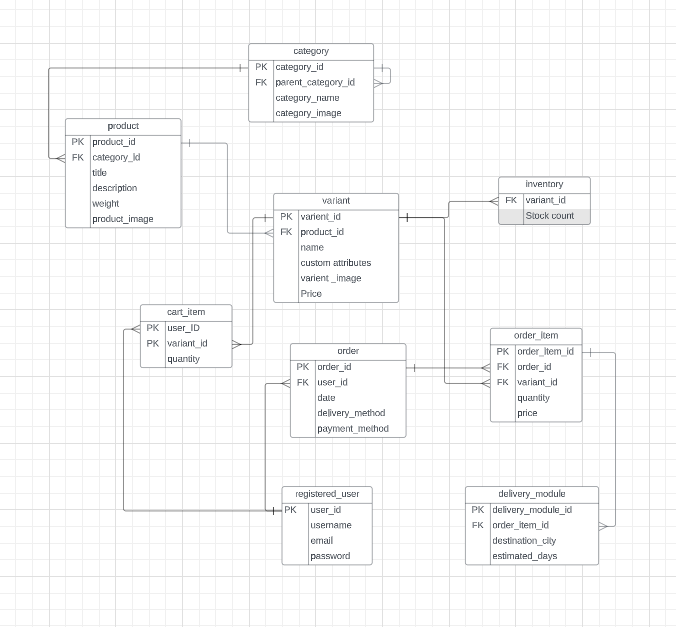 category
PK category_id
FK parent_category_id
category_name
category_image
product
PK product_id
FK category_id
title
description
weight
product_image
variant
PK varient_id
FK product_id
name
custom attributes
varient _image
Price
inventory
FK variant_id
Stock count
cart_item
PK user_ID
PK variant_id
quantity
order
PK order_id
FK user_id
date
delivery_method
payment_method
order_item
PK order_item_id
FK order_id
FK variant_id
quantity
price
registered_user
PK user_id
username
email
password
delivery_module
PK delivery_module_id
FK order_item_id
destination_city
estimated_days